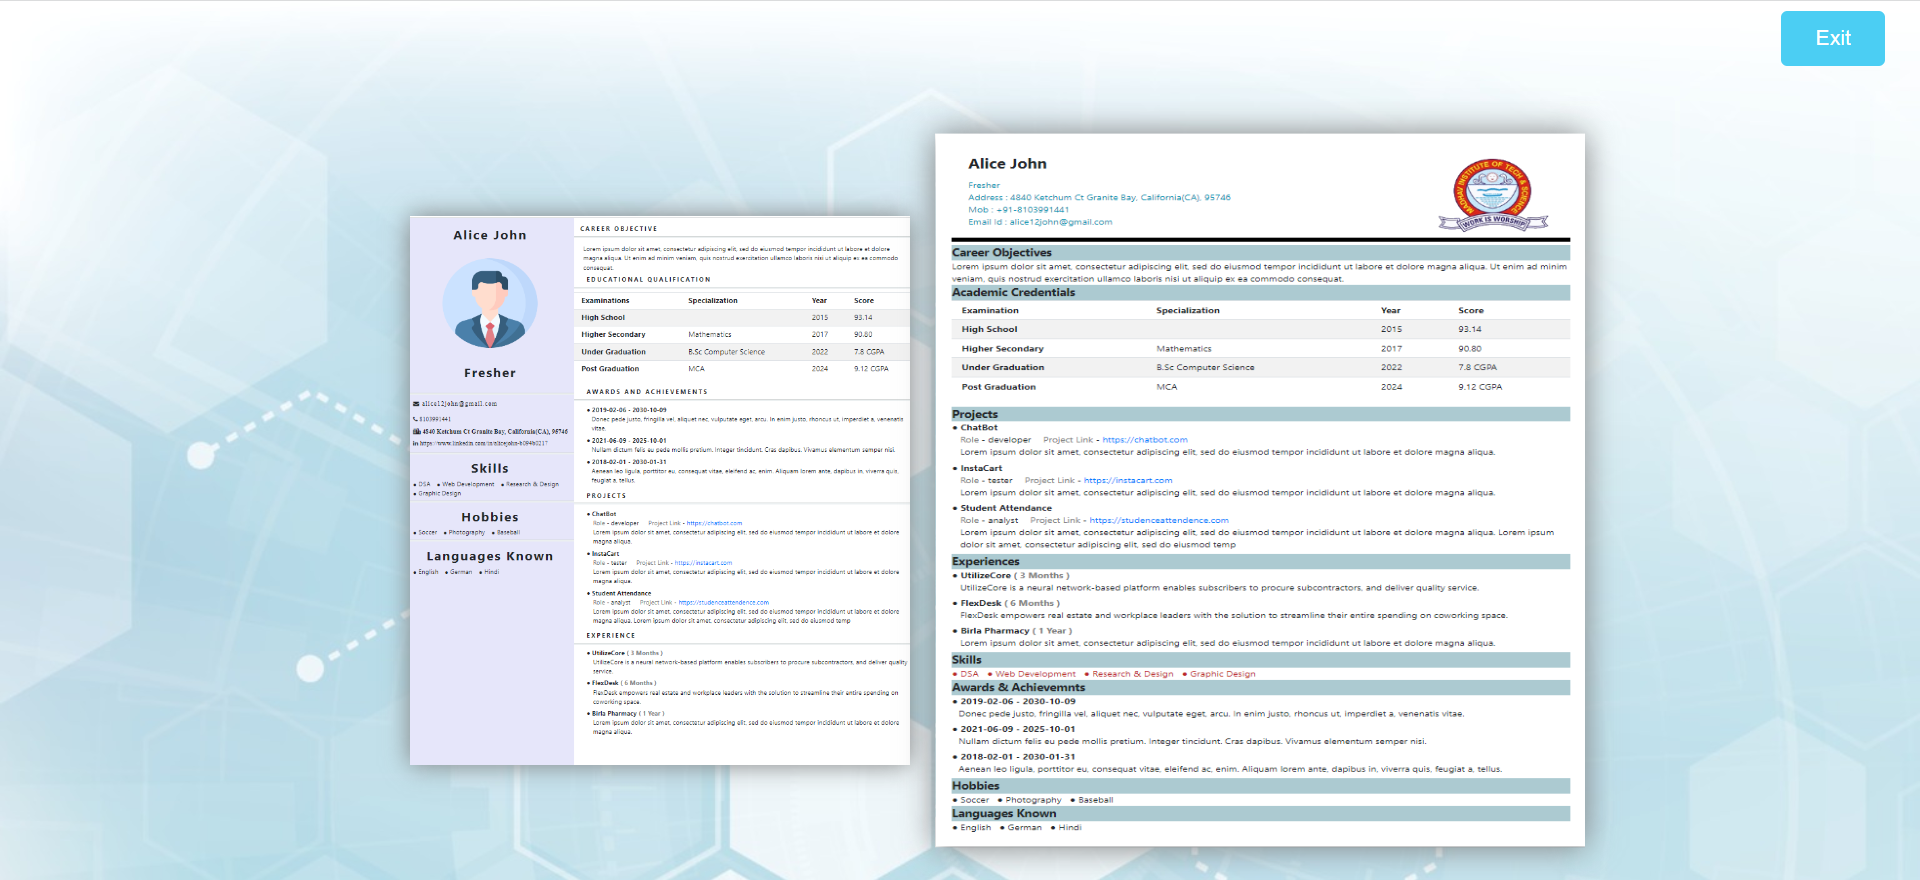 Exit
Alice John
Fresher
alice12john@gmail.com
8103991441
4840 Ketchum Ct Granite Bay, California(CA), 95746
Skills
• DSA • Web Development • Research & Design
• Graphic Design
Hobbies
• Soccer • Photography • Baseball
Languages Known
• English • German • Hindi
CAREER OBJECTIVE
Lorem ipsum dolor sit amet, consectetur adipiscing elit, sed do eiusmod tempor incididunt ut labore et dolore
magna aliqua. Ut enim ad minim veniam, quis nostrud exercitation ullamco laboris nisi ut aliquip ex ea commodo
consequat.
EDUCATIONAL QUALIFICATION
Examinations Specialization Year Score
High School 2015 93.14
Higher Secondary Mathematics 2017 90.80
Under Graduation B.Sc Computer Science 2022 7.8 CGPA
Post Graduation MCA 2024 9.12 CGPA
AWARDS AND ACHIEVEMENTS
• 2019-02-06 - 2030-10-09
Donec pede justo, fringilla vel, aliquet nec, vulputate eget, arcu. In enim justo, rhoncus ut, imperdiet a, venenatis
vitae.
• 2021-06-09 - 2025-10-01
Nullam dictum felis eu pede mollis pretium. Integer tincidunt. Cras dapibus. Vivamus elementum semper nisi.
• 2018-02-01 - 2030-01-31
Aenean leo ligula, porttitor eu, consequat vitae, eleifend ac, enim. Aliquam lorem ante, dapibus in, viverra quis,
feugiat a, tellus.
PROJECTS
• ChatBot
Role - developer Project Link - https://chatbot.com
Lorem ipsum dolor sit amet, consectetur adipiscing elit, sed do eiusmod tempor incididunt ut labore et dolore
magna aliqua.
• InstaCart
Role - tester Project Link - https://instacart.com
Lorem ipsum dolor sit amet, consectetur adipiscing elit, sed do eiusmod tempor incididunt ut labore et dolore
magna aliqua.
• Student Attendance
Role - analyst Project Link - https://studenceattendence.com
Lorem ipsum dolor sit amet, consectetur adipiscing elit, sed do eiusmod tempor incididunt ut labore et dolore
magna aliqua. Lorem ipsum dolor sit amet, consectetur adipiscing elit, sed do eiusmod temp
EXPERIENCE
• UtilizeCore ( 3 Months )
UtilizeCore is a neural network-based platform enables subscribers to procure subcontractors, and deliver quality
service.
• FlexDesk ( 6 Months )
FlexDesk empowers real estate and workplace leaders with the solution to streamline their entire spending on
coworking space.
• Birla Pharmacy ( 1 Year )
Lorem ipsum dolor sit amet, consectetur adipiscing elit, sed do eiusmod tempor incididunt ut labore et dolore
magna aliqua.
Alice John
Fresher
Address : 4840 Ketchum Ct Granite Bay, California(CA), 95746
Mob : +91-8103991441
Email Id : alice12john@gmail.com
MADHAV INSTITUTE OF TECH & SCIENCE
WORK IS WORSHIP
Career Objectives
Lorem ipsum dolor sit amet, consectetur adipiscing elit, sed do eiusmod tempor incididunt ut labore et dolore magna aliqua. Ut enim ad minim
veniam, quis nostrud exercitation ullamco laboris nisi ut aliquip ex ea commodo consequat.
Academic Credentials
Examination Specialization Year Score
High School 2015 93.14
Higher Secondary Mathematics 2017 90.80
Under Graduation B.Sc Computer Science 2022 7.8 CGPA
Post Graduation MCA 2024 9.12 CGPA
Projects
• ChatBot
Role - developer Project Link - https://chatbot.com
Lorem ipsum dolor sit amet, consectetur adipiscing elit, sed do eiusmod tempor incididunt ut labore et dolore magna aliqua.
• InstaCart
Role - tester Project Link - https://instacart.com
Lorem ipsum dolor sit amet, consectetur adipiscing elit, sed do eiusmod tempor incididunt ut labore et dolore magna aliqua.
• Student Attendance
Role - analyst Project Link - https://studenceattendence.com
Lorem ipsum dolor sit amet, consectetur adipiscing elit, sed do eiusmod tempor incididunt ut labore et dolore magna aliqua. Lorem ipsum
dolor sit amet, consectetur adipiscing elit, sed do eiusmod temp
Experiences
• UtilizeCore ( 3 Months )
UtilizeCore is a neural network-based platform enables subscribers to procure subcontractors, and deliver quality service.
• FlexDesk ( 6 Months )
FlexDesk empowers real estate and workplace leaders with the solution to streamline their entire spending on coworking space.
• Birla Pharmacy ( 1 Year )
Lorem ipsum dolor sit amet, consectetur adipiscing elit, sed do eiusmod tempor incididunt ut labore et dolore magna aliqua.
Skills
• DSA • Web Development • Research & Design • Graphic Design
Awards & Achievemnts
• 2019-02-06 - 2030-10-09
Donec pede justo, fringilla vel, aliquet nec, vulputate eget, arcu. In enim justo, rhoncus ut, imperdiet a, venenatis vitae.
• 2021-06-09 - 2025-10-01
Nullam dictum felis eu pede mollis pretium. Integer tincidunt. Cras dapibus. Vivamus elementum semper nisi.
• 2018-02-01 - 2030-01-31
Aenean leo ligula, porttitor eu, consequat vitae, eleifend ac, enim. Aliquam lorem ante, dapibus in, viverra quis, feugiat a, tellus.
Hobbies
• Soccer • Photography • Baseball
Languages Known
• English • German • Hindi